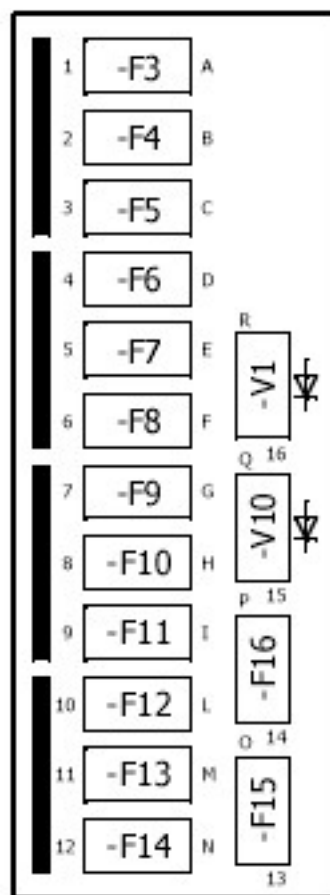 1 -F3 A
2 -F4 B
3 -F5 C
4 -F6 D
5 -F7 E
6 -F8 F
7 -F9 G
8 -F10 H
9 -F11 I
10 -F12 L
11 -F13 M
12 -F14 N
R
-V1
16
Q
-V10
15
P
-F16
14
O
-F15
13